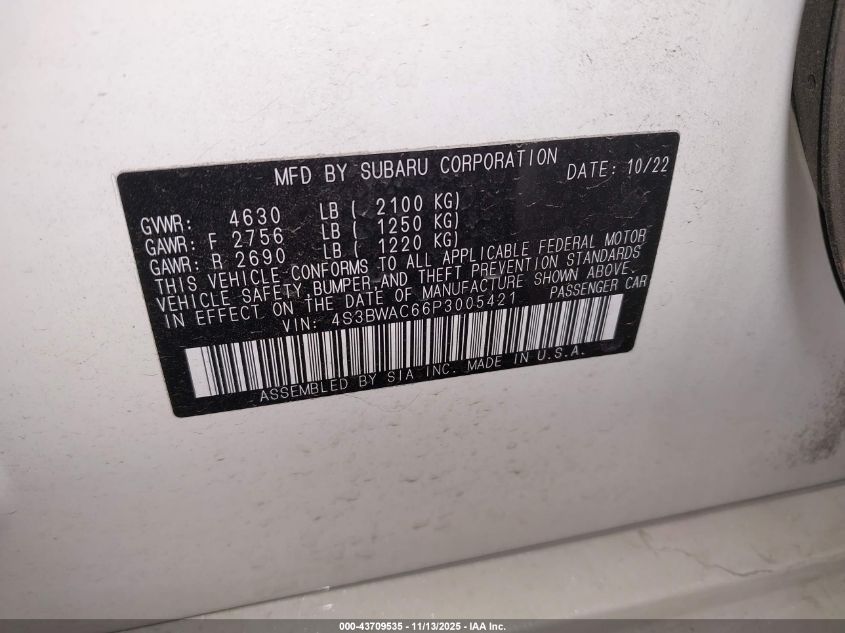 MFD BY SUBARU CORPORATION DATE: 10/22
GVWR: 4630 LB ( 2100 KG)
GAWR: F 2756 LB ( 1250 KG)
GAWR: R 2690 LB ( 1220 KG)
THIS VEHICLE CONFORMS TO ALL APPLICABLE FEDERAL MOTOR
VEHICLE SAFETY,BUMPER,AND THEFT PREVENTION STANDARDS
IN EFFECT ON THE DATE OF MANUFACTURE SHOWN ABOVE.
VIN: 4S3BWAC66P3005421 PASSENGER CAR
ASSEMBLED BY SIA INC. MADE IN U.S.A.
000-43709535 - 11/13/2025 - IAA Inc.